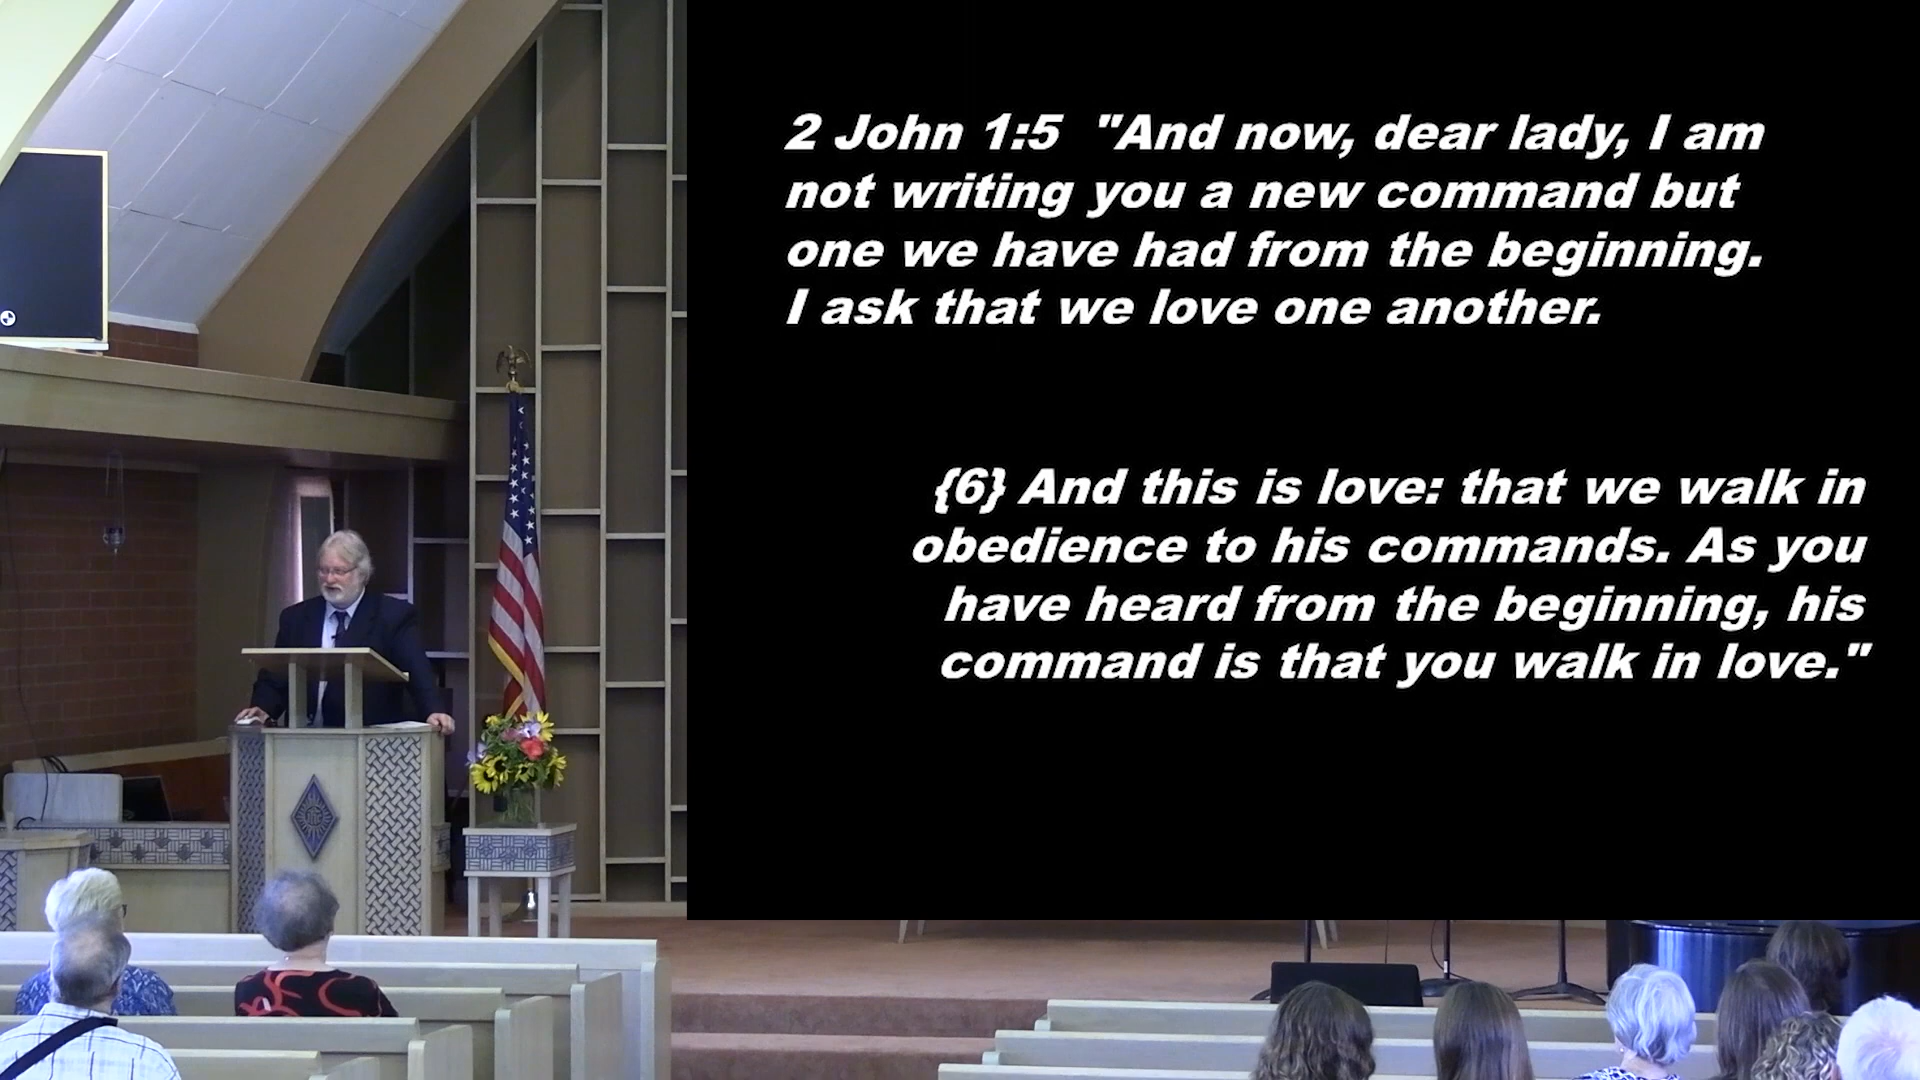 2 John 1:5  "And now, dear lady, I am
not writing you a new command but
one we have had from the beginning.
I ask that we love one another.
{6} And this is love: that we walk in
obedience to his commands. As you
have heard from the beginning, his
command is that you walk in love."